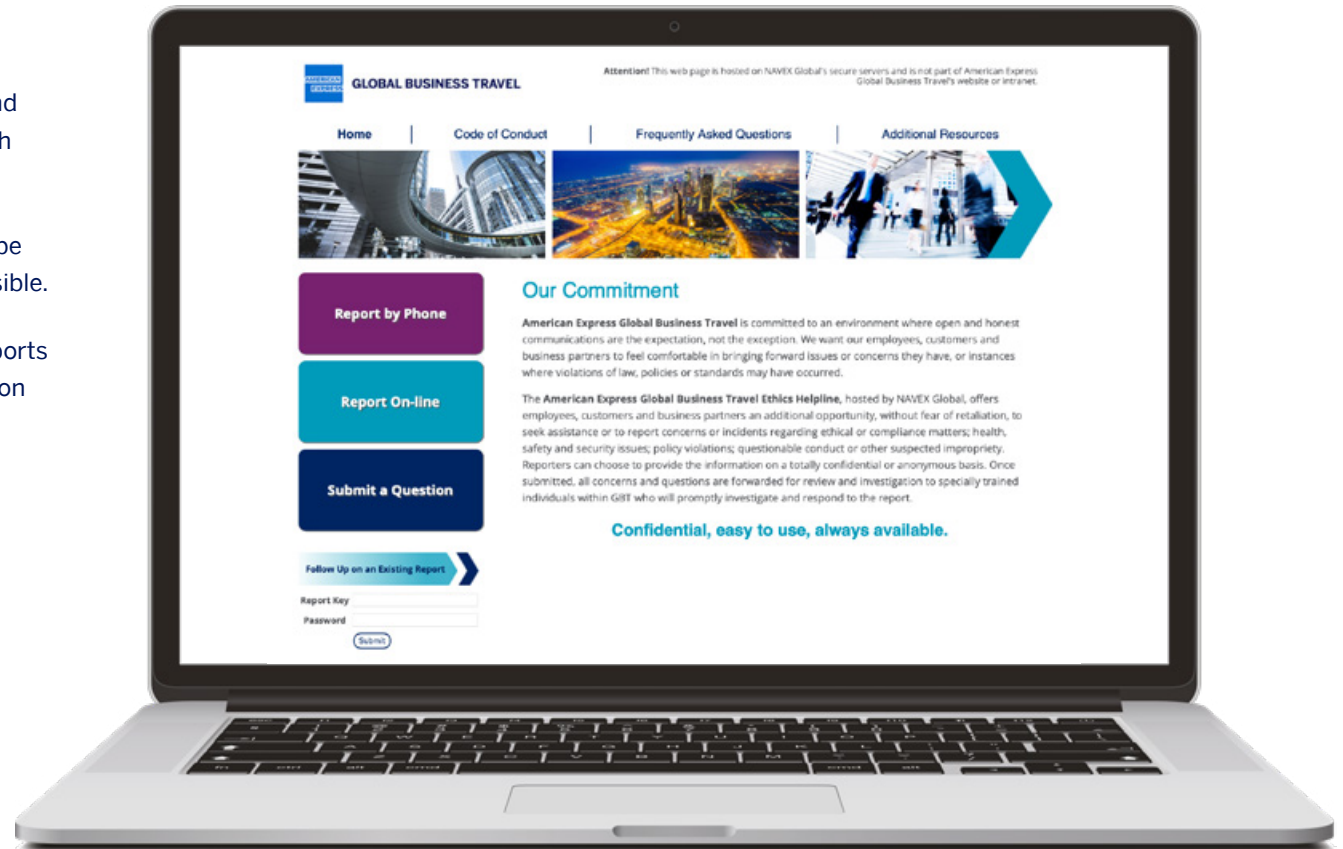 nd
h
be
sible.
ports
on
AMERICAN
EXPRESS
GLOBAL BUSINESS TRAVEL
Attention! This web page is hosted on NAVEX Global's secure servers and is not part of American Express
Global Business Travel's website or intranet.
Home
Code of Conduct
Frequently Asked Questions
Additional Resources
Report by Phone
Report On-line
Submit a Question
Follow Up on an Existing Report
Report Key
Password
Submit
Our Commitment
American Express Global Business Travel is committed to an environment where open and honest
communications are the expectation, not the exception. We want our employees, customers and
business partners to feel comfortable in bringing forward issues or concerns they have, or instances
where violations of law, policies or standards may have occurred.
The American Express Global Business Travel Ethics Helpline, hosted by NAVEX Global, offers
employees, customers and business partners an additional opportunity, without fear of retaliation, to
seek assistance or to report concerns or incidents regarding ethical or compliance matters; health,
safety and security issues; policy violations; questionable conduct or other suspected impropriety.
Reporters can choose to provide the information on a totally confidential or anonymous basis. Once
submitted, all concerns and questions are forwarded for review and investigation to specially trained
individuals within GBT who will promptly investigate and respond to the report.
Confidential, easy to use, always available.